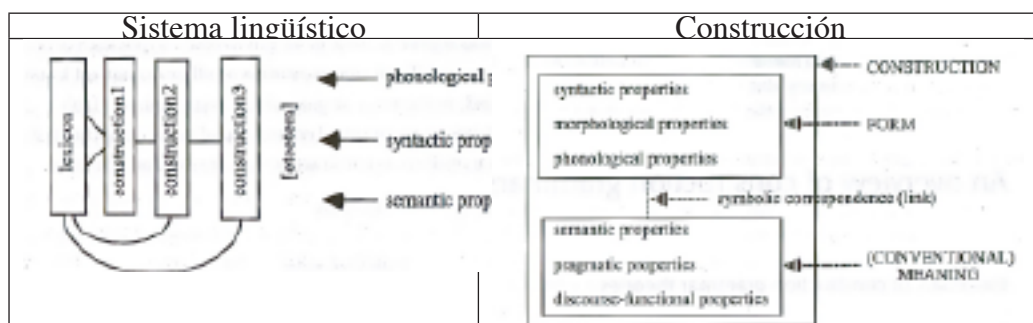 Sistema lingüístico
Construcción
lexicon
construction1
construction2
construction3
[etcetera]
phonological p
syntactic prop
semantic prop
syntactic properties
morphological properties
phonological properties
semantic properties
pragmatic properties
discourse-functional properties
CONSTRUCTION
FORM
symbolic correspondence (link)
(CONVENTIONAL)
MEANING